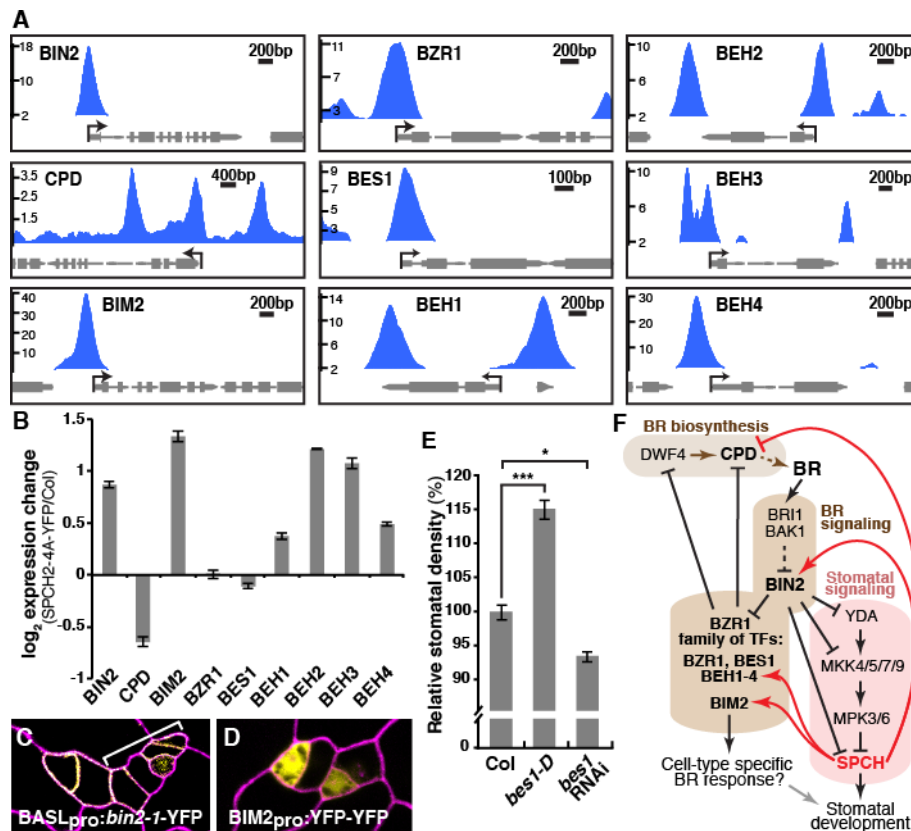 A
BIN2
200bp
18
10
2
BZR1
200bp
11
7
3
BEH2
200bp
10
6
2
CPD
400bp
3.5
2.5
1.5
BES1
100bp
9
7
5
3
BEH3
200bp
10
6
2
BIM2
200bp
40
30
20
10
BEH1
200bp
14
10
6
2
BEH4
200bp
30
20
10
B
log2 expression change
(SPCH2-4A-YFP/Col)
1.5
1
0.5
0
-0.5
-1
BIN2
CPD
BIM2
BZR1
BES1
BEH1
BEH2
BEH3
BEH4
C
BASLpro:bin2-1-YFP
D
BIM2pro:YFP-YFP
E
Relative stomatal density (%)
120
115
110
105
100
95
90
0
*
***
Col
bes1-D
bes1
RNAi
F
BR biosynthesis
DWF4
CPD
BR
BRI1
BAK1
BR
signaling
BIN2
Stomatal
signaling
BZR1
family of TFs:
BZR1, BES1
BEH1-4
BIM2
YDA
MKK4/5/7/9
MPK3/6
SPCH
Cell-type specific
BR response?
Stomatal
development